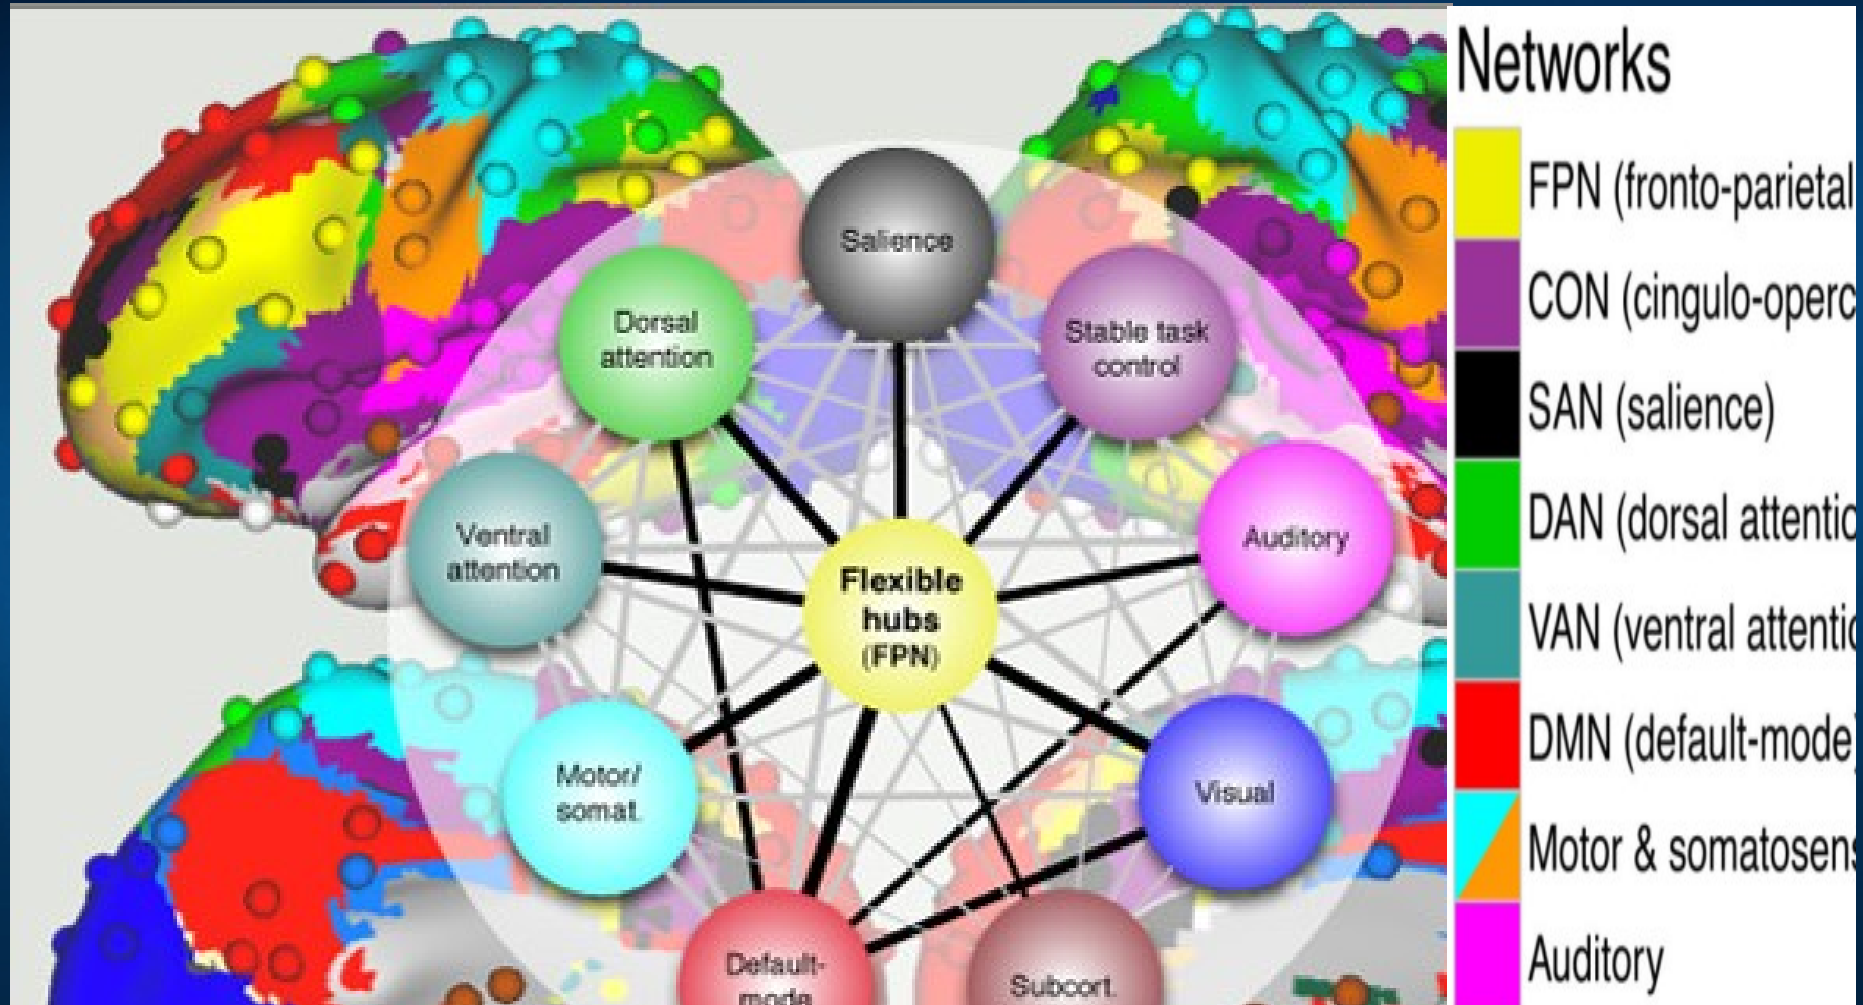 Salience
Dorsal
attention
Stable task
control
Ventral
attention
Auditory
Flexible
hubs
(FPN)
Motor/
somat.
Visual
Default-
mode
Subcort.
Networks
FPN (fronto-parietal
CON (cingulo-operc
SAN (salience)
DAN (dorsal attentic
VAN (ventral attentic
DMN (default-mode)
Motor & somatosens
Auditory